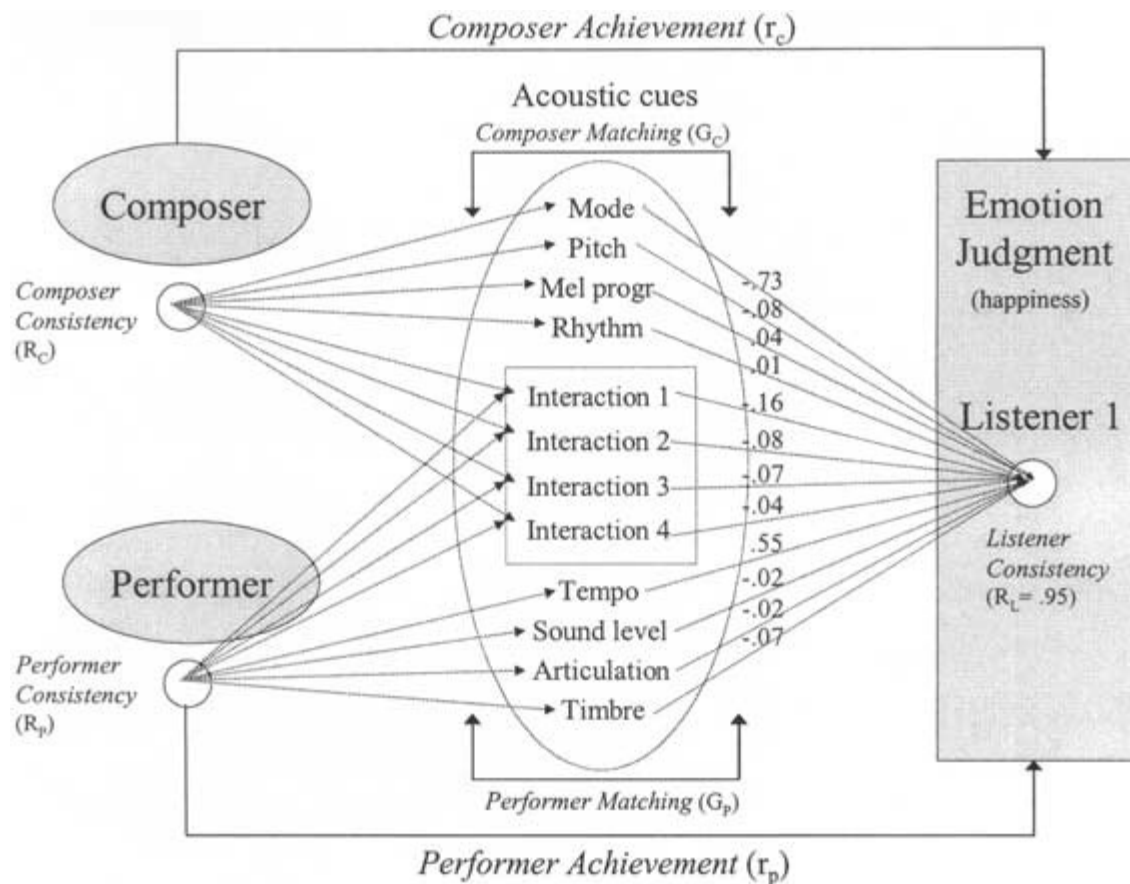 Composer Achievement (rc)
Acoustic cues
Composer Matching (GC)
Composer
Composer
Consistency
(RC)
Mode
Pitch
Mel progr
Rhythm
Interaction 1
Interaction 2
Interaction 3
Interaction 4
Tempo
Sound level
Articulation
Timbre
-.73
-.08
.04
.01
-.16
-.08
-.07
-.04
.55
-.02
-.02
-.07
Emotion
Judgment
(happiness)
Listener 1
Listener
Consistency
(RL= .95)
Performer
Performer
Consistency
(RP)
Performer Matching (GP)
Performer Achievement (rp)